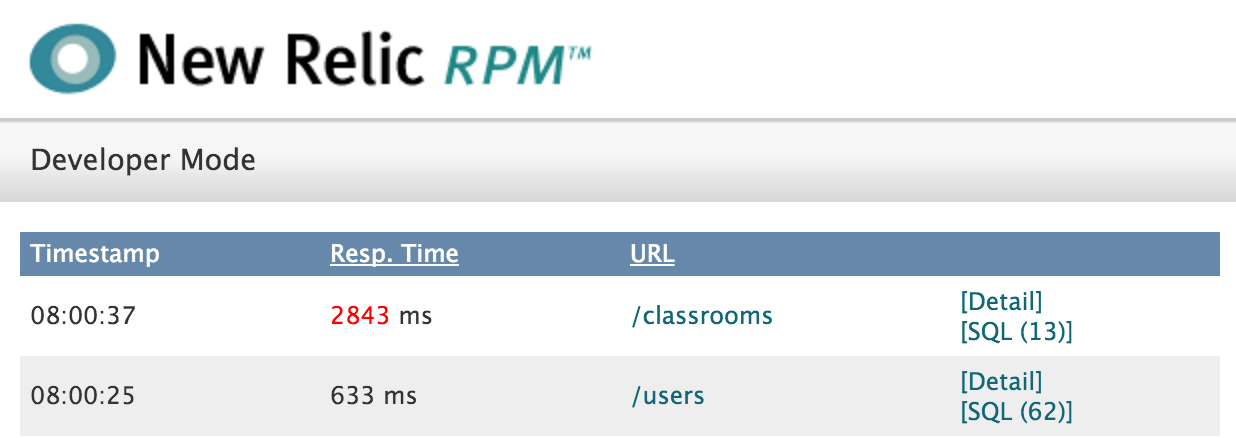 New Relic RPM™
Developer Mode
Timestamp Resp. Time URL
08:00:37 2843 ms /classrooms [Detail]
[SQL (13)]
08:00:25 633 ms /users [Detail]
[SQL (62)]